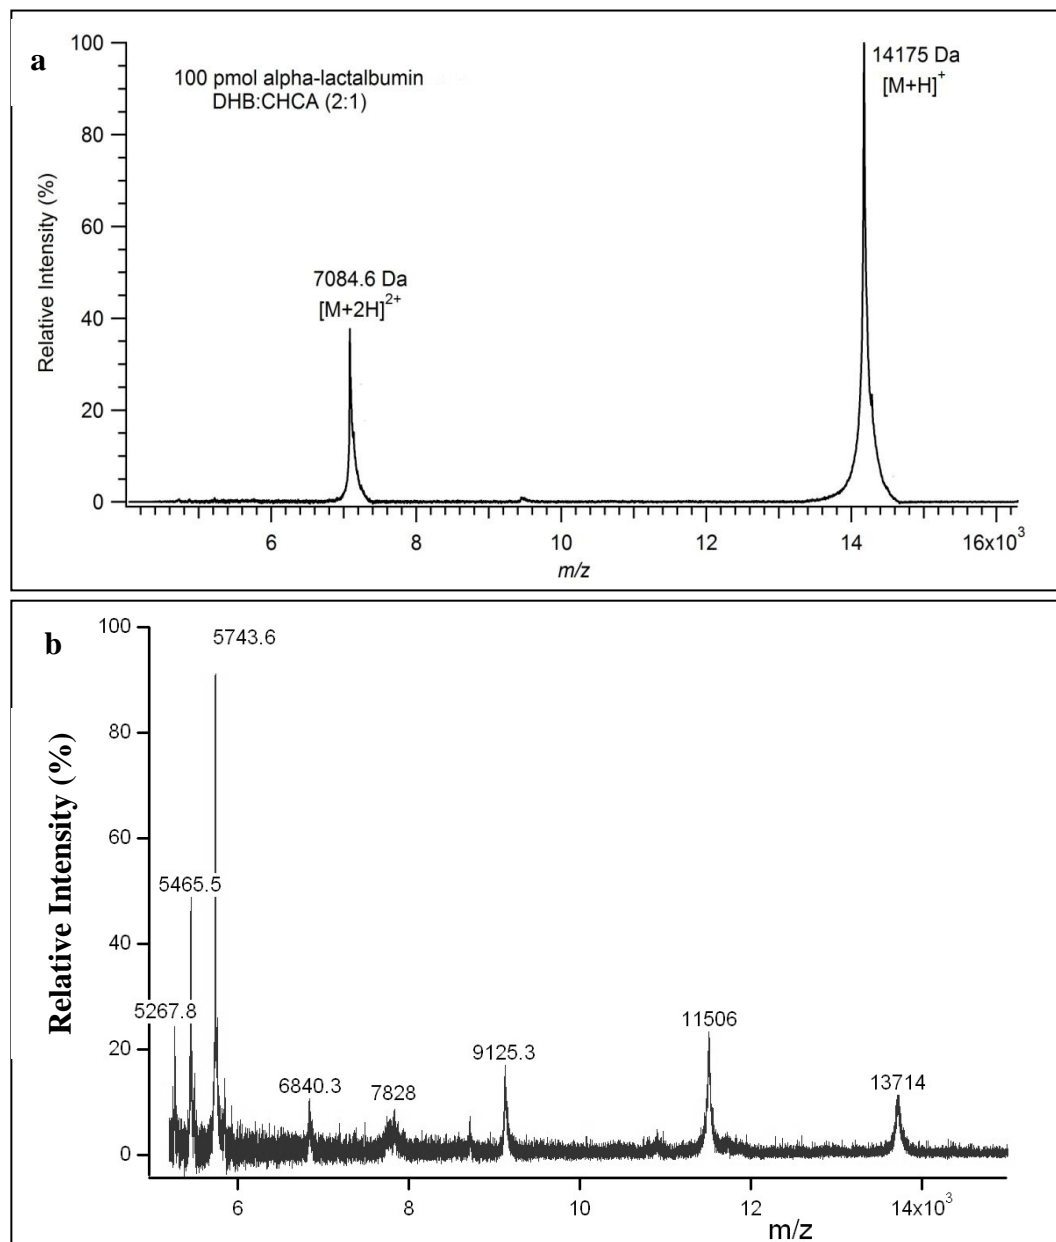 a
100 pmol alpha-lactalbumin
DHB:CHCA (2:1)
14175 Da
[M+H]⁺
7084.6 Da
[M+2H]²⁺
Relative Intensity (%)
100
80
60
40
20
0
6 8 10 12 14 16x10³
m/z
b
5743.6
5465.5
5267.8
6840.3
7828
9125.3
11506
13714
Relative Intensity (%)
100
80
60
40
20
0
6 8 10 12 14x10³
m/z